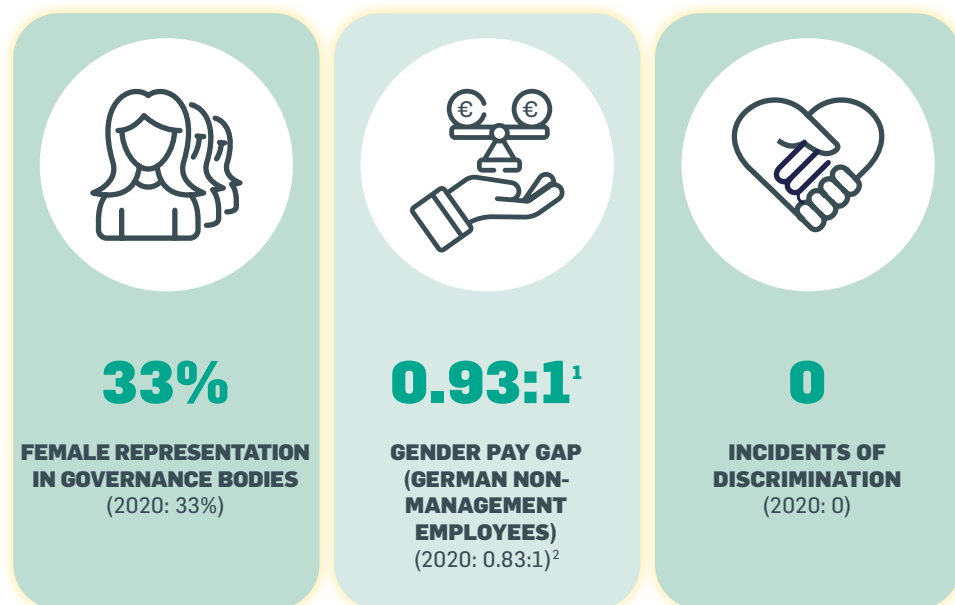 € €
33%
FEMALE REPRESENTATION
IN GOVERNANCE BODIES
(2020: 33%)
0.93:1¹
GENDER PAY GAP
(GERMAN NON-
MANAGEMENT
EMPLOYEES)
(2020: 0.83:1)²
0
INCIDENTS OF
DISCRIMINATION
(2020: 0)